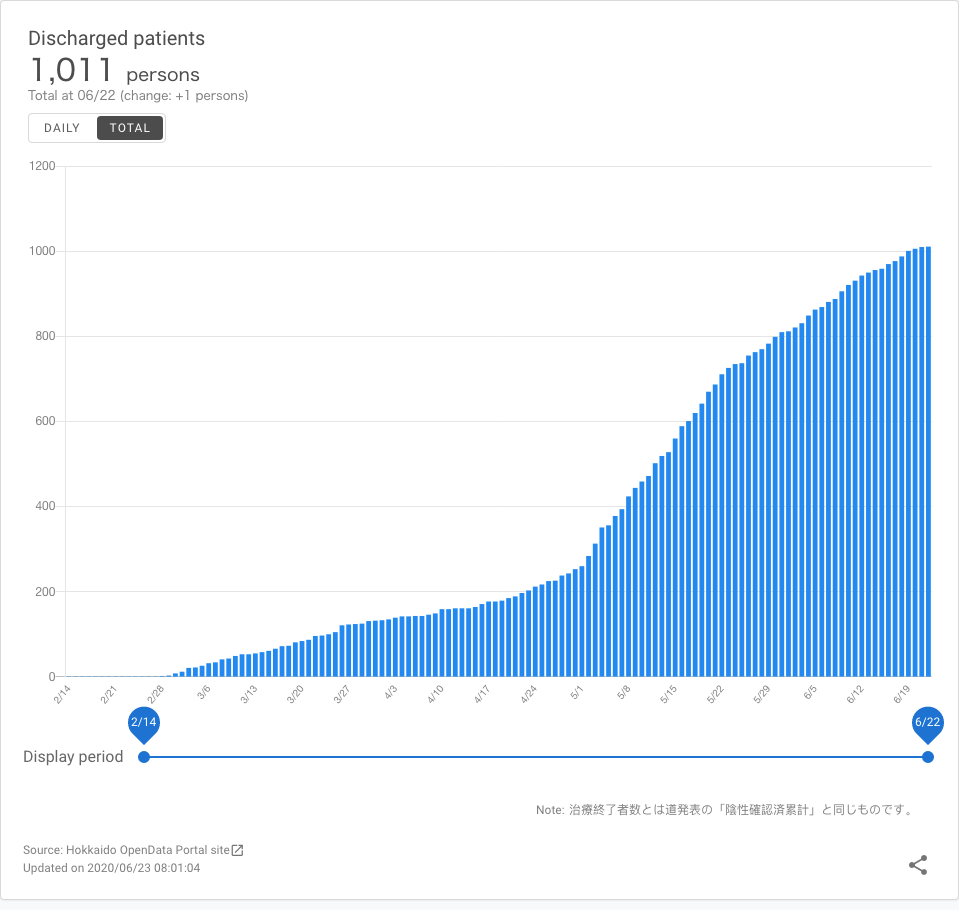 Discharged patients
1,011 persons
Total at 06/22 (change: +1 persons)
DAILY TOTAL
1200
1000
800
600
400
200
0
2/14 2/21 2/28 3/6 3/13 3/20 3/27 4/3 4/10 4/17 4/24 5/1 5/8 5/15 5/22 5/29 6/5 6/12 6/19
2/14 6/22
Display period
Note: 治療終了者数とは道発表の「陰性確認済累計」と同じものです。
Source: Hokkaido OpenData Portal site
Updated on 2020/06/23 08:01:04